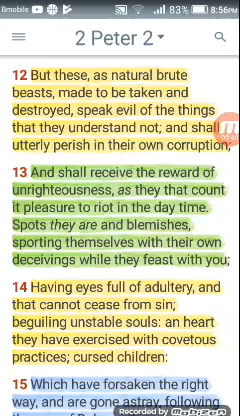 Bmobile 83% 8:56PM
2 Peter 2
12 But these, as natural brute
beasts, made to be taken and
destroyed, speak evil of the things
that they understand not; and shall
utterly perish in their own corruption;
13 And shall receive the reward of
unrighteousness, as they that count
it pleasure to riot in the day time.
Spots they are and blemishes,
sporting themselves with their own
deceivings while they feast with you;
14 Having eyes full of adultery, and
that cannot cease from sin;
beguiling unstable souls: an heart
they have exercised with covetous
practices; cursed children:
15 Which have forsaken the right
way, and are gone astray, following
Recorded by